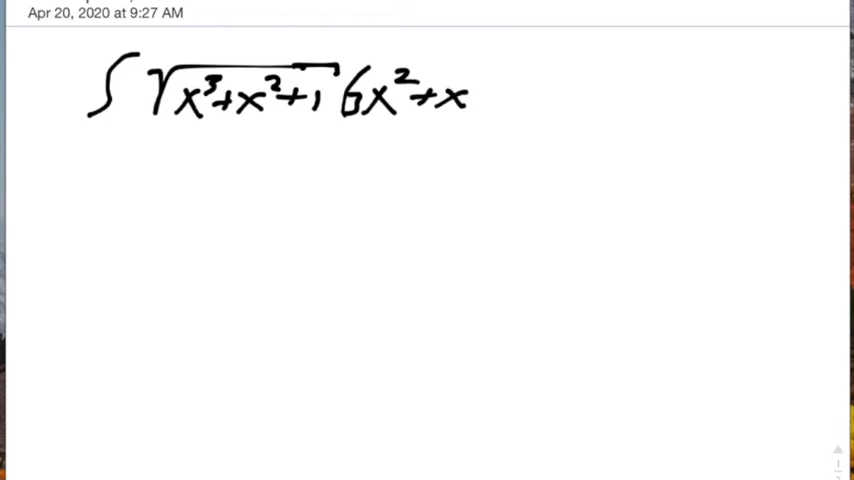 Apr 20, 2020 at 9:27 AM
∫ √(x³+x²+1) 6x²+x